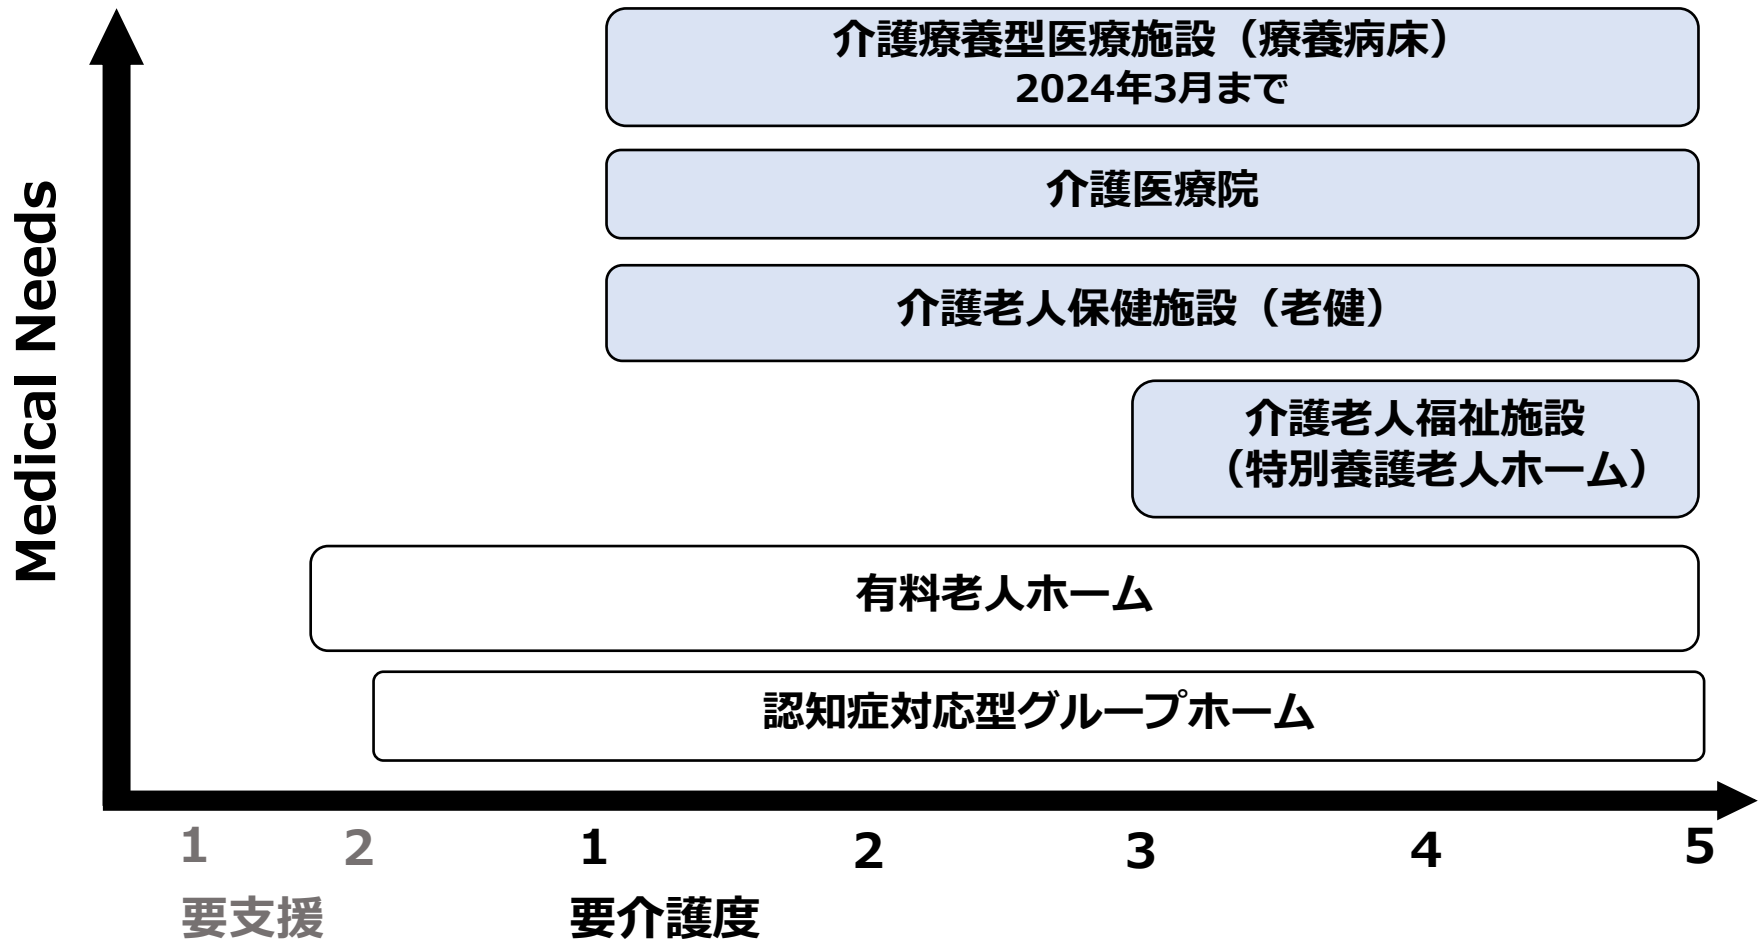 Medical Needs
介護療養型医療施設（療養病床）
2024年3月まで
介護医療院
介護老人保健施設（老健）
介護老人福祉施設
（特別養護老人ホーム）
有料老人ホーム
認知症対応型グループホーム
1 2 1 2 3 4 5
要支援 要介護度